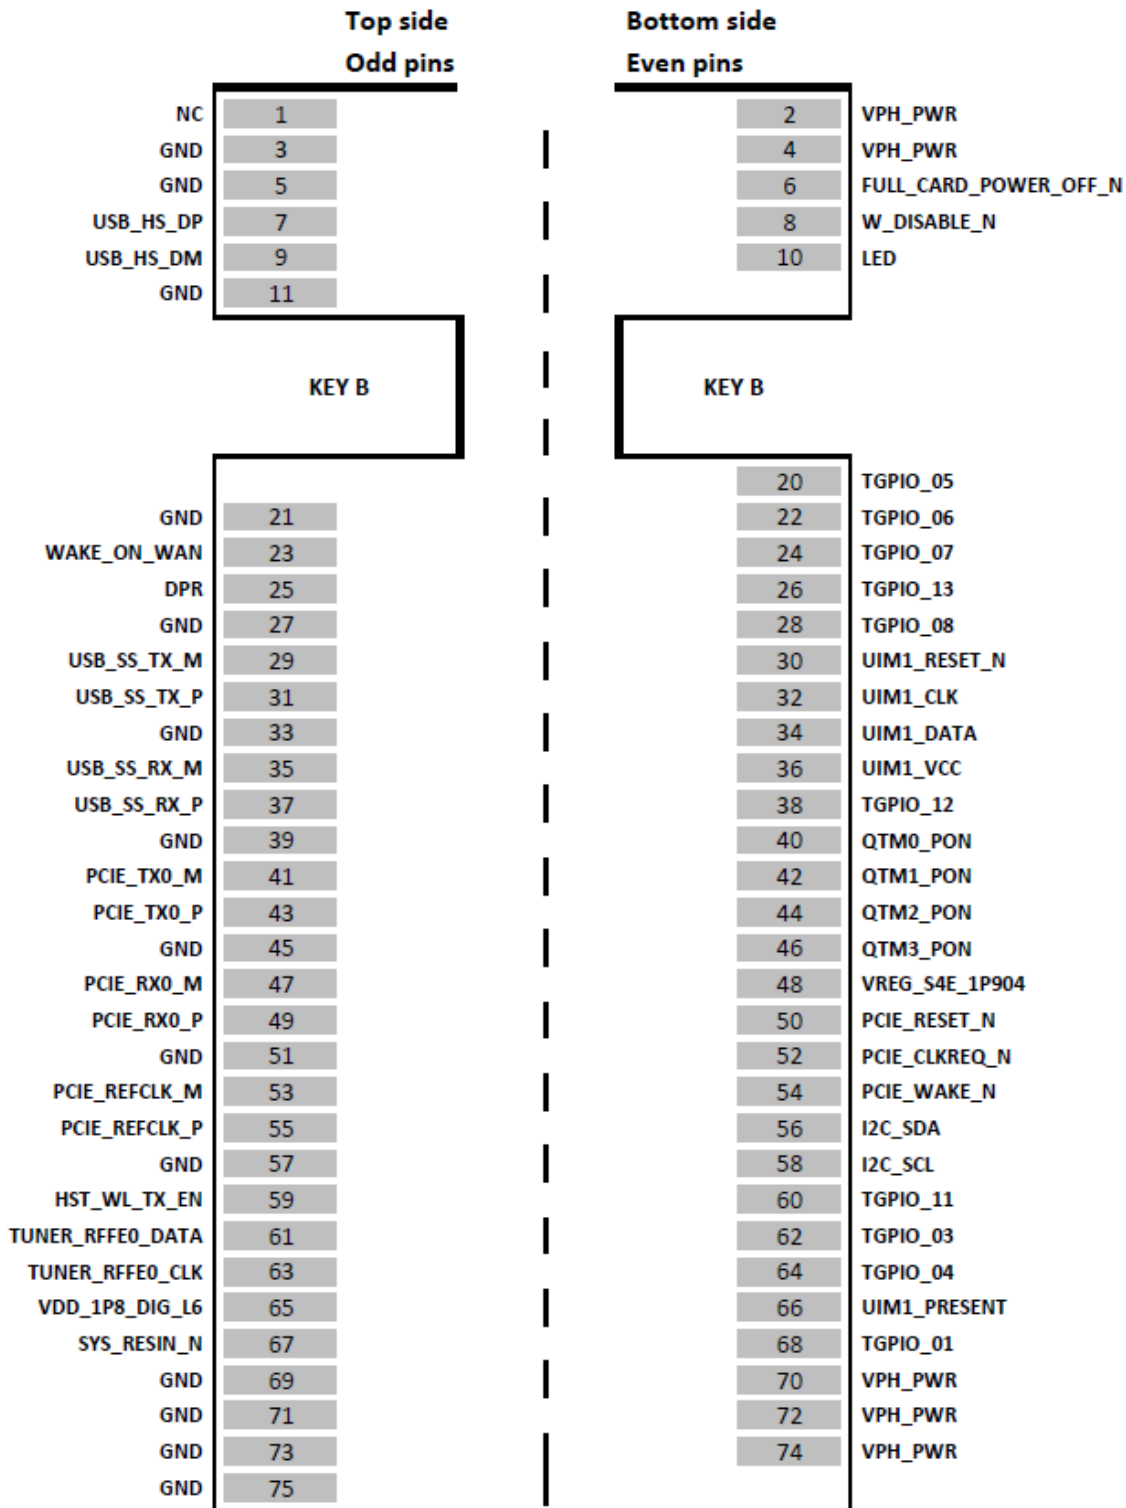 Top side Bottom side
Odd pins Even pins
NC 1 2 VPH_PWR
GND 3 4 VPH_PWR
GND 5 6 FULL_CARD_POWER_OFF_N
USB_HS_DP 7 8 W_DISABLE_N
USB_HS_DM 9 10 LED
GND 11
KEY B KEY B
20 TGPIO_05
GND 21 22 TGPIO_06
WAKE_ON_WAN 23 24 TGPIO_07
DPR 25 26 TGPIO_13
GND 27 28 TGPIO_08
USB_SS_TX_M 29 30 UIM1_RESET_N
USB_SS_TX_P 31 32 UIM1_CLK
GND 33 34 UIM1_DATA
USB_SS_RX_M 35 36 UIM1_VCC
USB_SS_RX_P 37 38 TGPIO_12
GND 39 40 QTM0_PON
PCIE_TX0_M 41 42 QTM1_PON
PCIE_TX0_P 43 44 QTM2_PON
GND 45 46 QTM3_PON
PCIE_RX0_M 47 48 VREG_S4E_1P904
PCIE_RX0_P 49 50 PCIE_RESET_N
GND 51 52 PCIE_CLKREQ_N
PCIE_REFCLK_M 53 54 PCIE_WAKE_N
PCIE_REFCLK_P 55 56 I2C_SDA
GND 57 58 I2C_SCL
HST_WL_TX_EN 59 60 TGPIO_11
TUNER_RFFE0_DATA 61 62 TGPIO_03
TUNER_RFFE0_CLK 63 64 TGPIO_04
VDD_1P8_DIG_L6 65 66 UIM1_PRESENT
SYS_RESIN_N 67 68 TGPIO_01
GND 69 70 VPH_PWR
GND 71 72 VPH_PWR
GND 73 74 VPH_PWR
GND 75